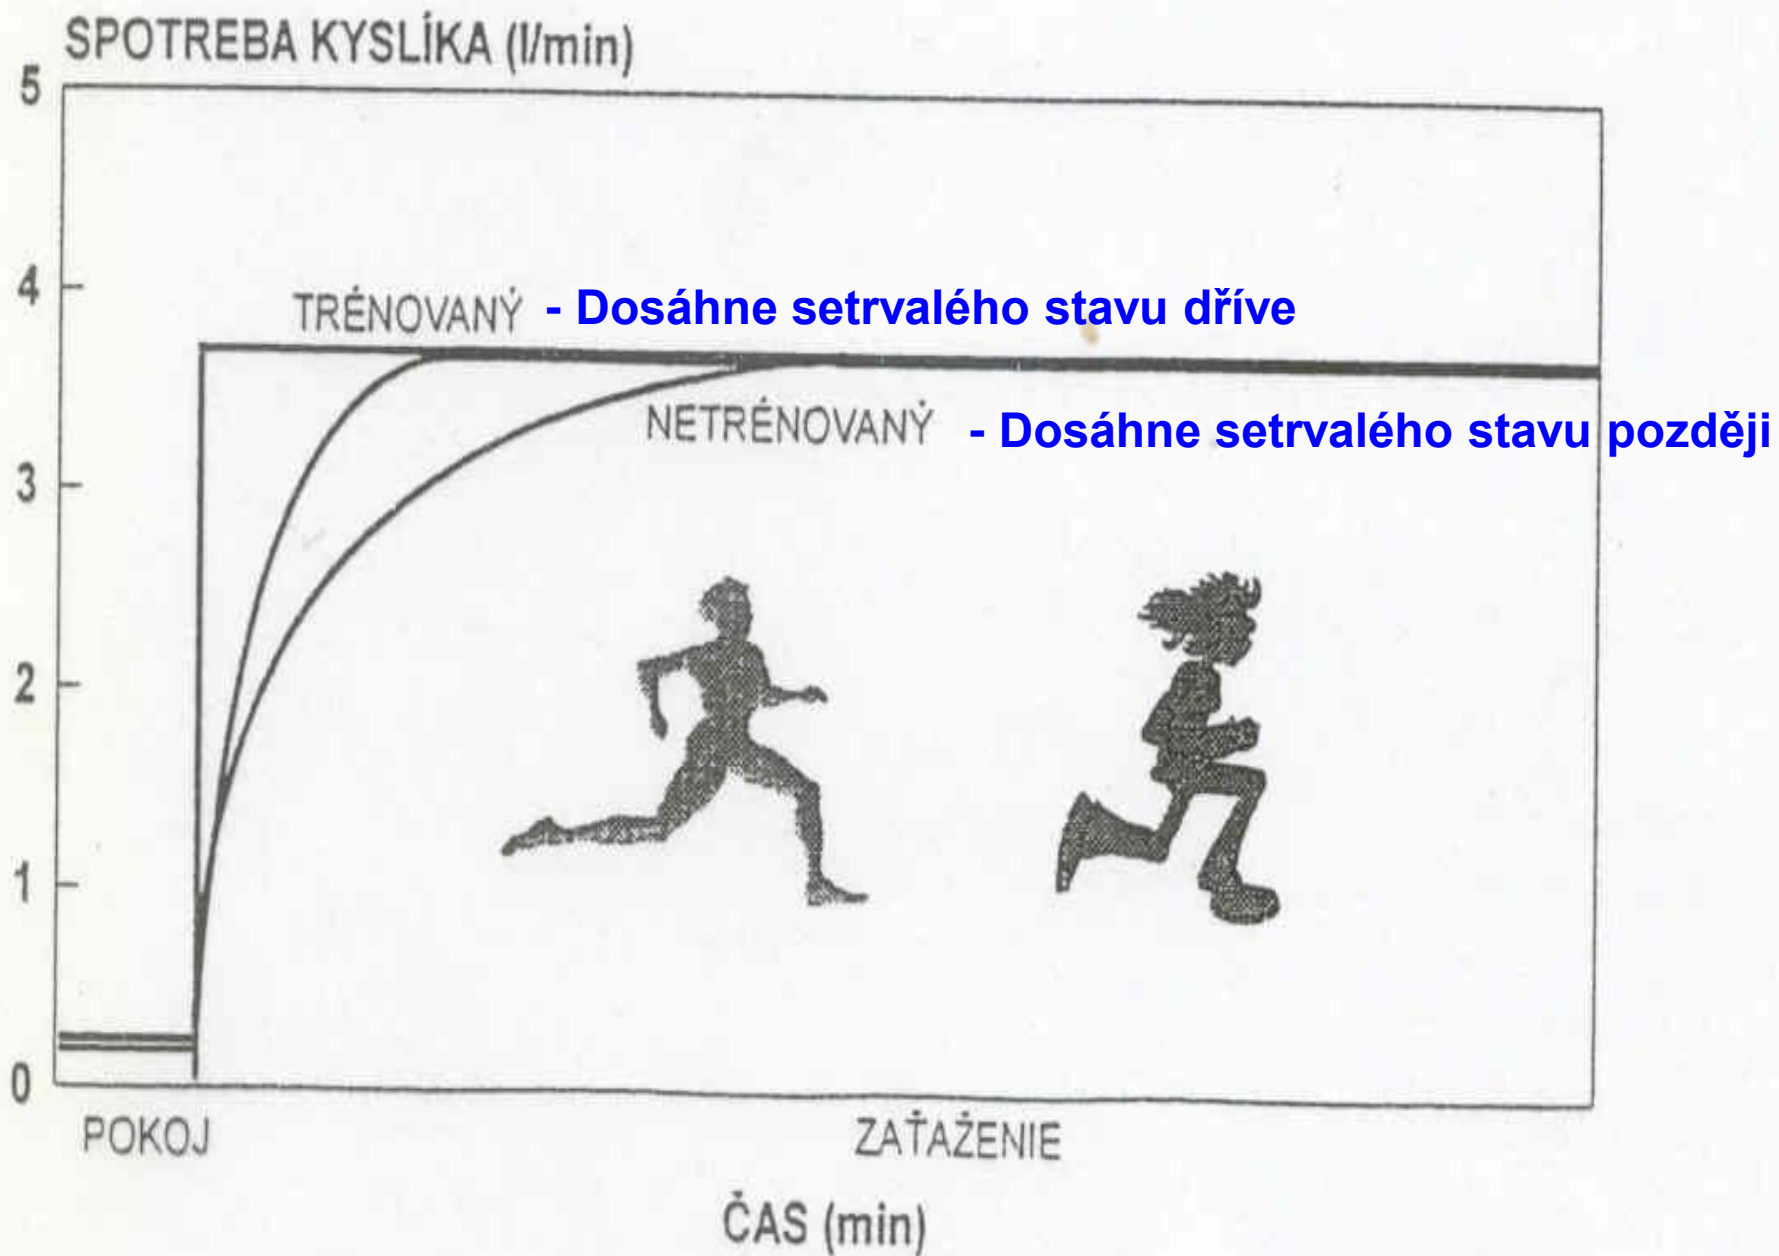 SPOTREBA KYSLÍKA (l/min)
5
4
TRÉNOVANÝ - Dosáhne setrvalého stavu dříve
NETRÉNOVANÝ - Dosáhne setrvalého stavu později
3
2
1
0
POKOJ
ZAŤAŽENIE
ČAS (min)